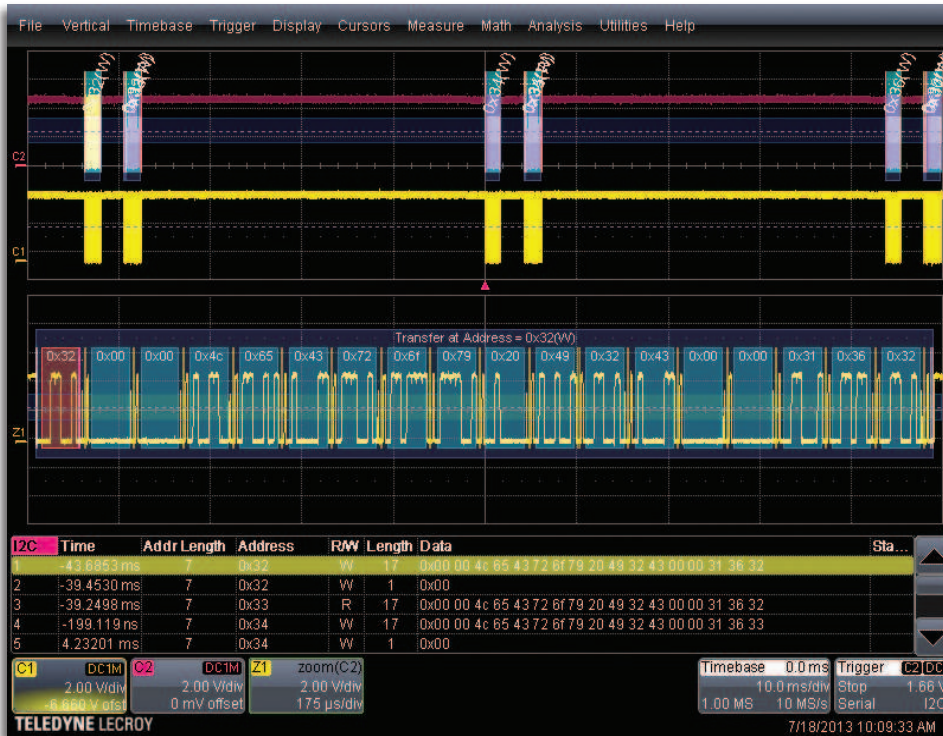 File Vertical Timebase Trigger Display Cursors Measure Math Analysis Utilities Help
0x32(W) 0x34(W) 0x36(W)
C2
C1
Transfer at Address = 0x32(W)
0x32 0x00 0x00 0x4c 0x65 0x43 0x72 0x6f 0x79 0x20 0x49 0x32 0x43 0x00 0x00 0x31 0x36 0x32
Z1
I2C Time Addr Length Address R/W Length Data Sta...
1 -43.6853 ms 7 0x32 W 17 0x00 00 4c 65 43 72 6f 79 20 49 32 43 00 00 31 36 32
2 -39.4530 ms 7 0x32 W 1 0x00
3 -39.2498 ms 7 0x33 R 17 0x00 00 4c 65 43 72 6f 79 20 49 32 43 00 00 31 36 32
4 -199.119 ns 7 0x34 W 17 0x00 00 4c 65 43 72 6f 79 20 49 32 43 00 00 31 36 33
5 4.23201 ms 7 0x34 W 1 0x00
C1 DC1M C2 DC1M Z1 zoom(C2) Timebase 0.0 ms Trigger C2 DC
2.00 V/div 2.00 V/div 2.00 V/div 10.0 ms/div Stop 1.66 V
-6.660 V ofst 0 mV offset 175 µs/div 1.00 MS 10 MS/s Serial I2C
TELEDYNE LECROY 7/18/2013 10:09:33 AM